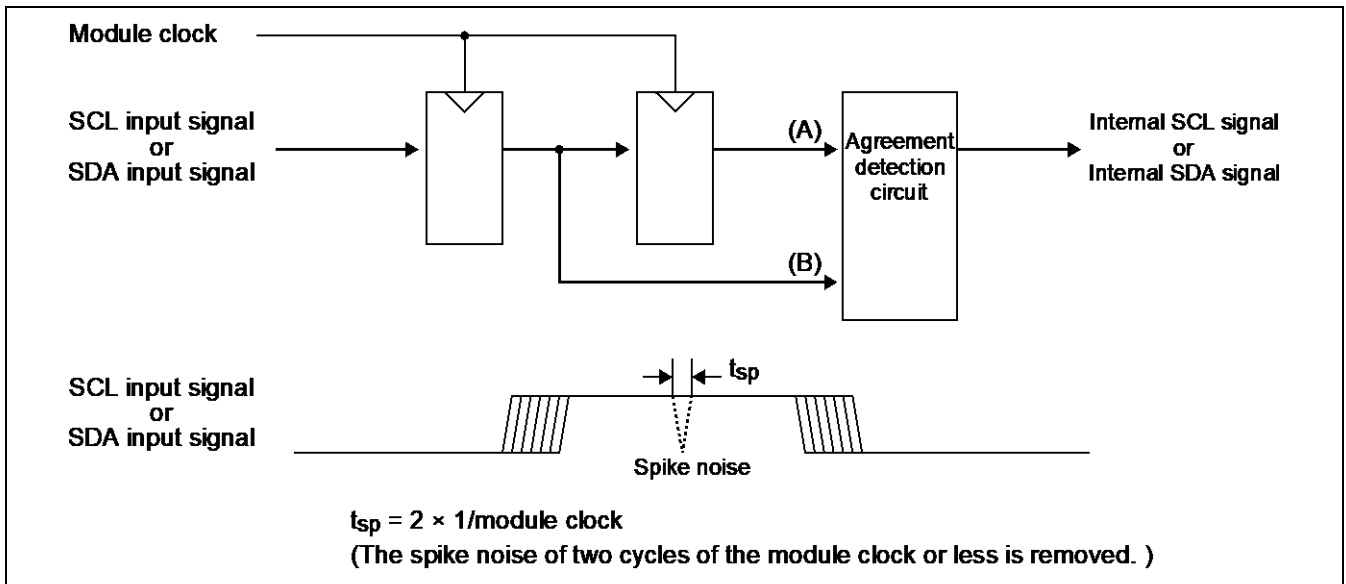 Module clock
SCL input signal
or
SDA input signal
(A)
(B)
Agreement
detection
circuit
Internal SCL signal
or
Internal SDA signal
SCL input signal
or
SDA input signal
tsp
Spike noise
tsp = 2 × 1/module clock
(The spike noise of two cycles of the module clock or less is removed. )